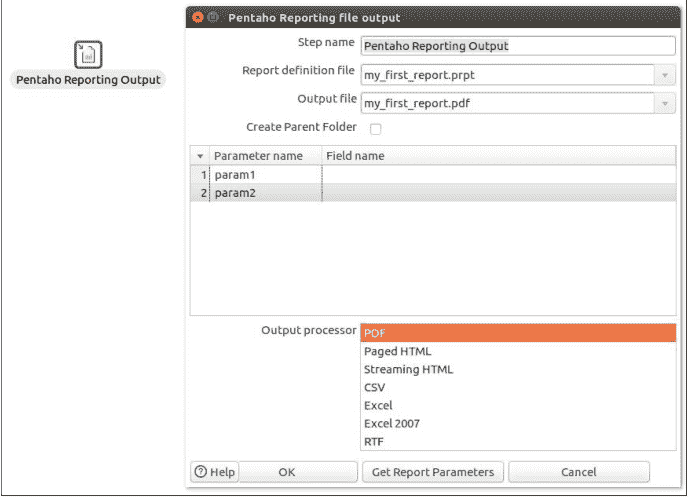 Pentaho Reporting file output
Pentaho Reporting Output
Step name Pentaho Reporting Output
Report definition file my_first_report.prpt
Output file my_first_report.pdf
Create Parent Folder
Parameter name Field name
1 param1
2 param2
Output processor PDF
Paged HTML
Streaming HTML
CSV
Excel
Excel 2007
RTF
Help OK Get Report Parameters Cancel